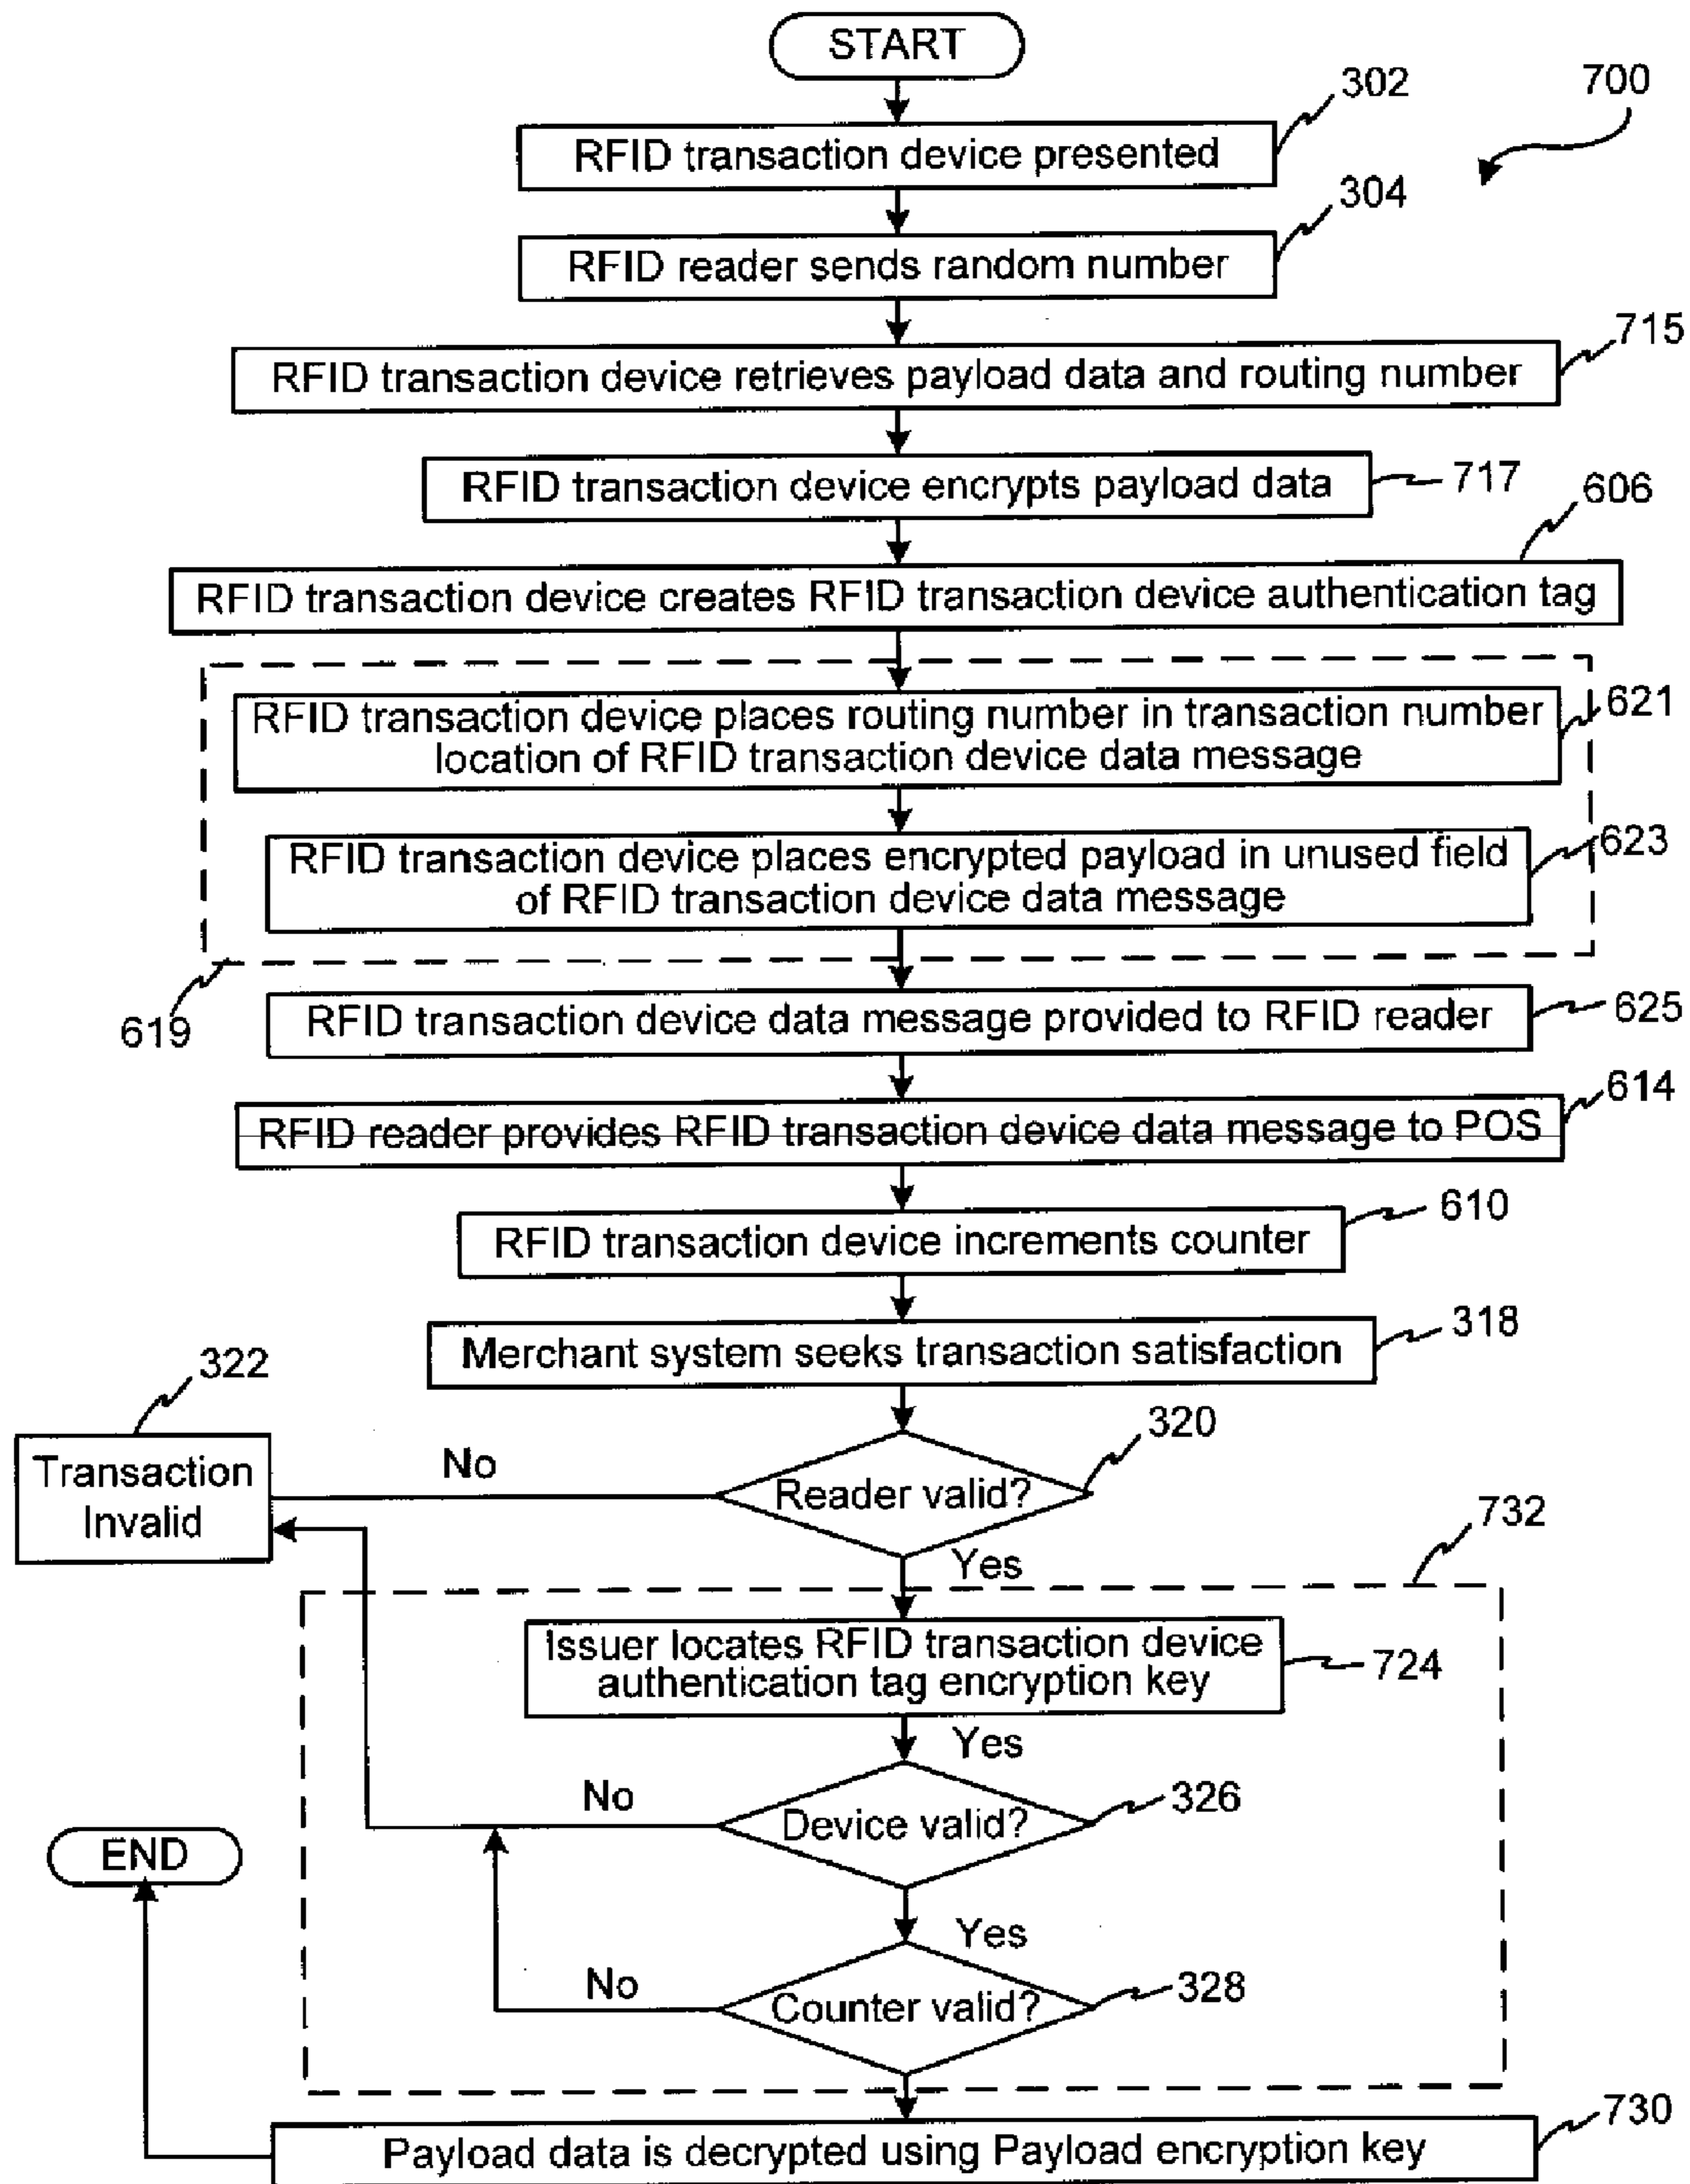 START
302
700
RFID transaction device presented
304
RFID reader sends random number
715
RFID transaction device retrieves payload data and routing number
RFID transaction device encrypts payload data
717
606
RFID transaction device creates RFID transaction device authentication tag
RFID transaction device places routing number in transaction number
location of RFID transaction device data message
621
RFID transaction device places encrypted payload in unused field
of RFID transaction device data message
623
619
RFID transaction device data message provided to RFID reader
625
614
RFID reader provides RFID transaction device data message to POS
610
RFID transaction device increments counter
318
Merchant system seeks transaction satisfaction
322
320
Transaction
Invalid
No
Reader valid?
732
Yes
Issuer locates RFID transaction device
authentication tag encryption key
724
Yes
No
Device valid?
326
END
Yes
No
Counter valid?
328
730
Payload data is decrypted using Payload encryption key